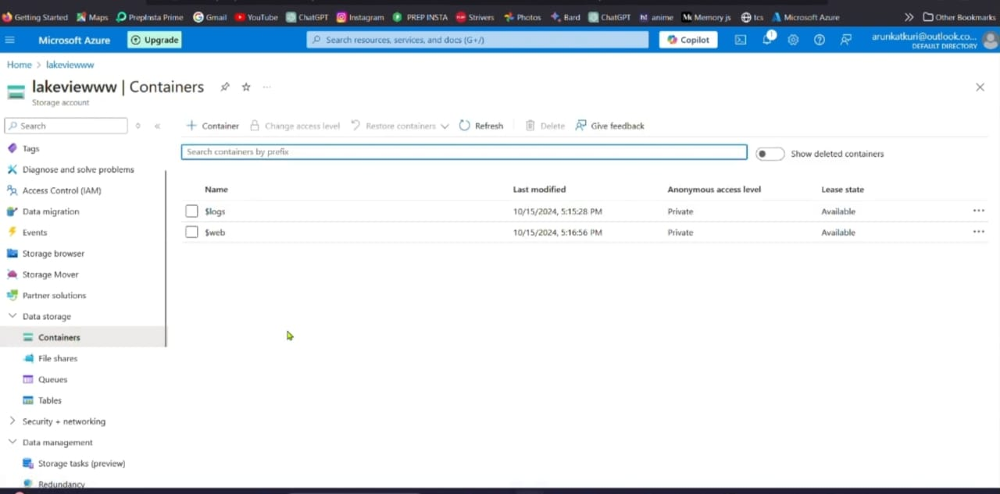 Getting Started Maps PrepInsta Prime Gmail YouTube ChatGPT Instagram PREP INSTA Strivers Photos Bard ChatGPT h! anime Memory js tcs Microsoft Azure Other Bookmarks
Microsoft Azure Upgrade Search resources, services, and docs (G+/) Copilot 1 arunkatkuri@outlook.co...
DEFAULT DIRECTORY
Home > lakeviewww
lakeviewww | Containers
Storage account
Search Container Change access level Restore containers Refresh Delete Give feedback
Search containers by prefix Show deleted containers
Tags
Diagnose and solve problems
Access Control (IAM)
Data migration
Events
Storage browser
Storage Mover
Partner solutions
Data storage
Containers
File shares
Queues
Tables
Security + networking
Data management
Storage tasks (preview)
Redundancy
Name Last modified Anonymous access level Lease state
$logs 10/15/2024, 5:15:28 PM Private Available
$web 10/15/2024, 5:16:56 PM Private Available